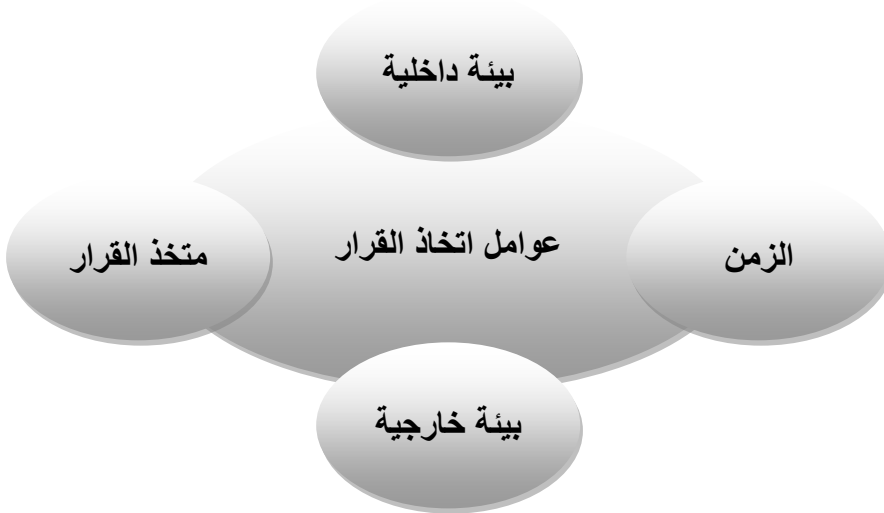 بيئة داخلية
عوامل اتخاذ القرار
الزمن
متخذ القرار
بيئة خارجية